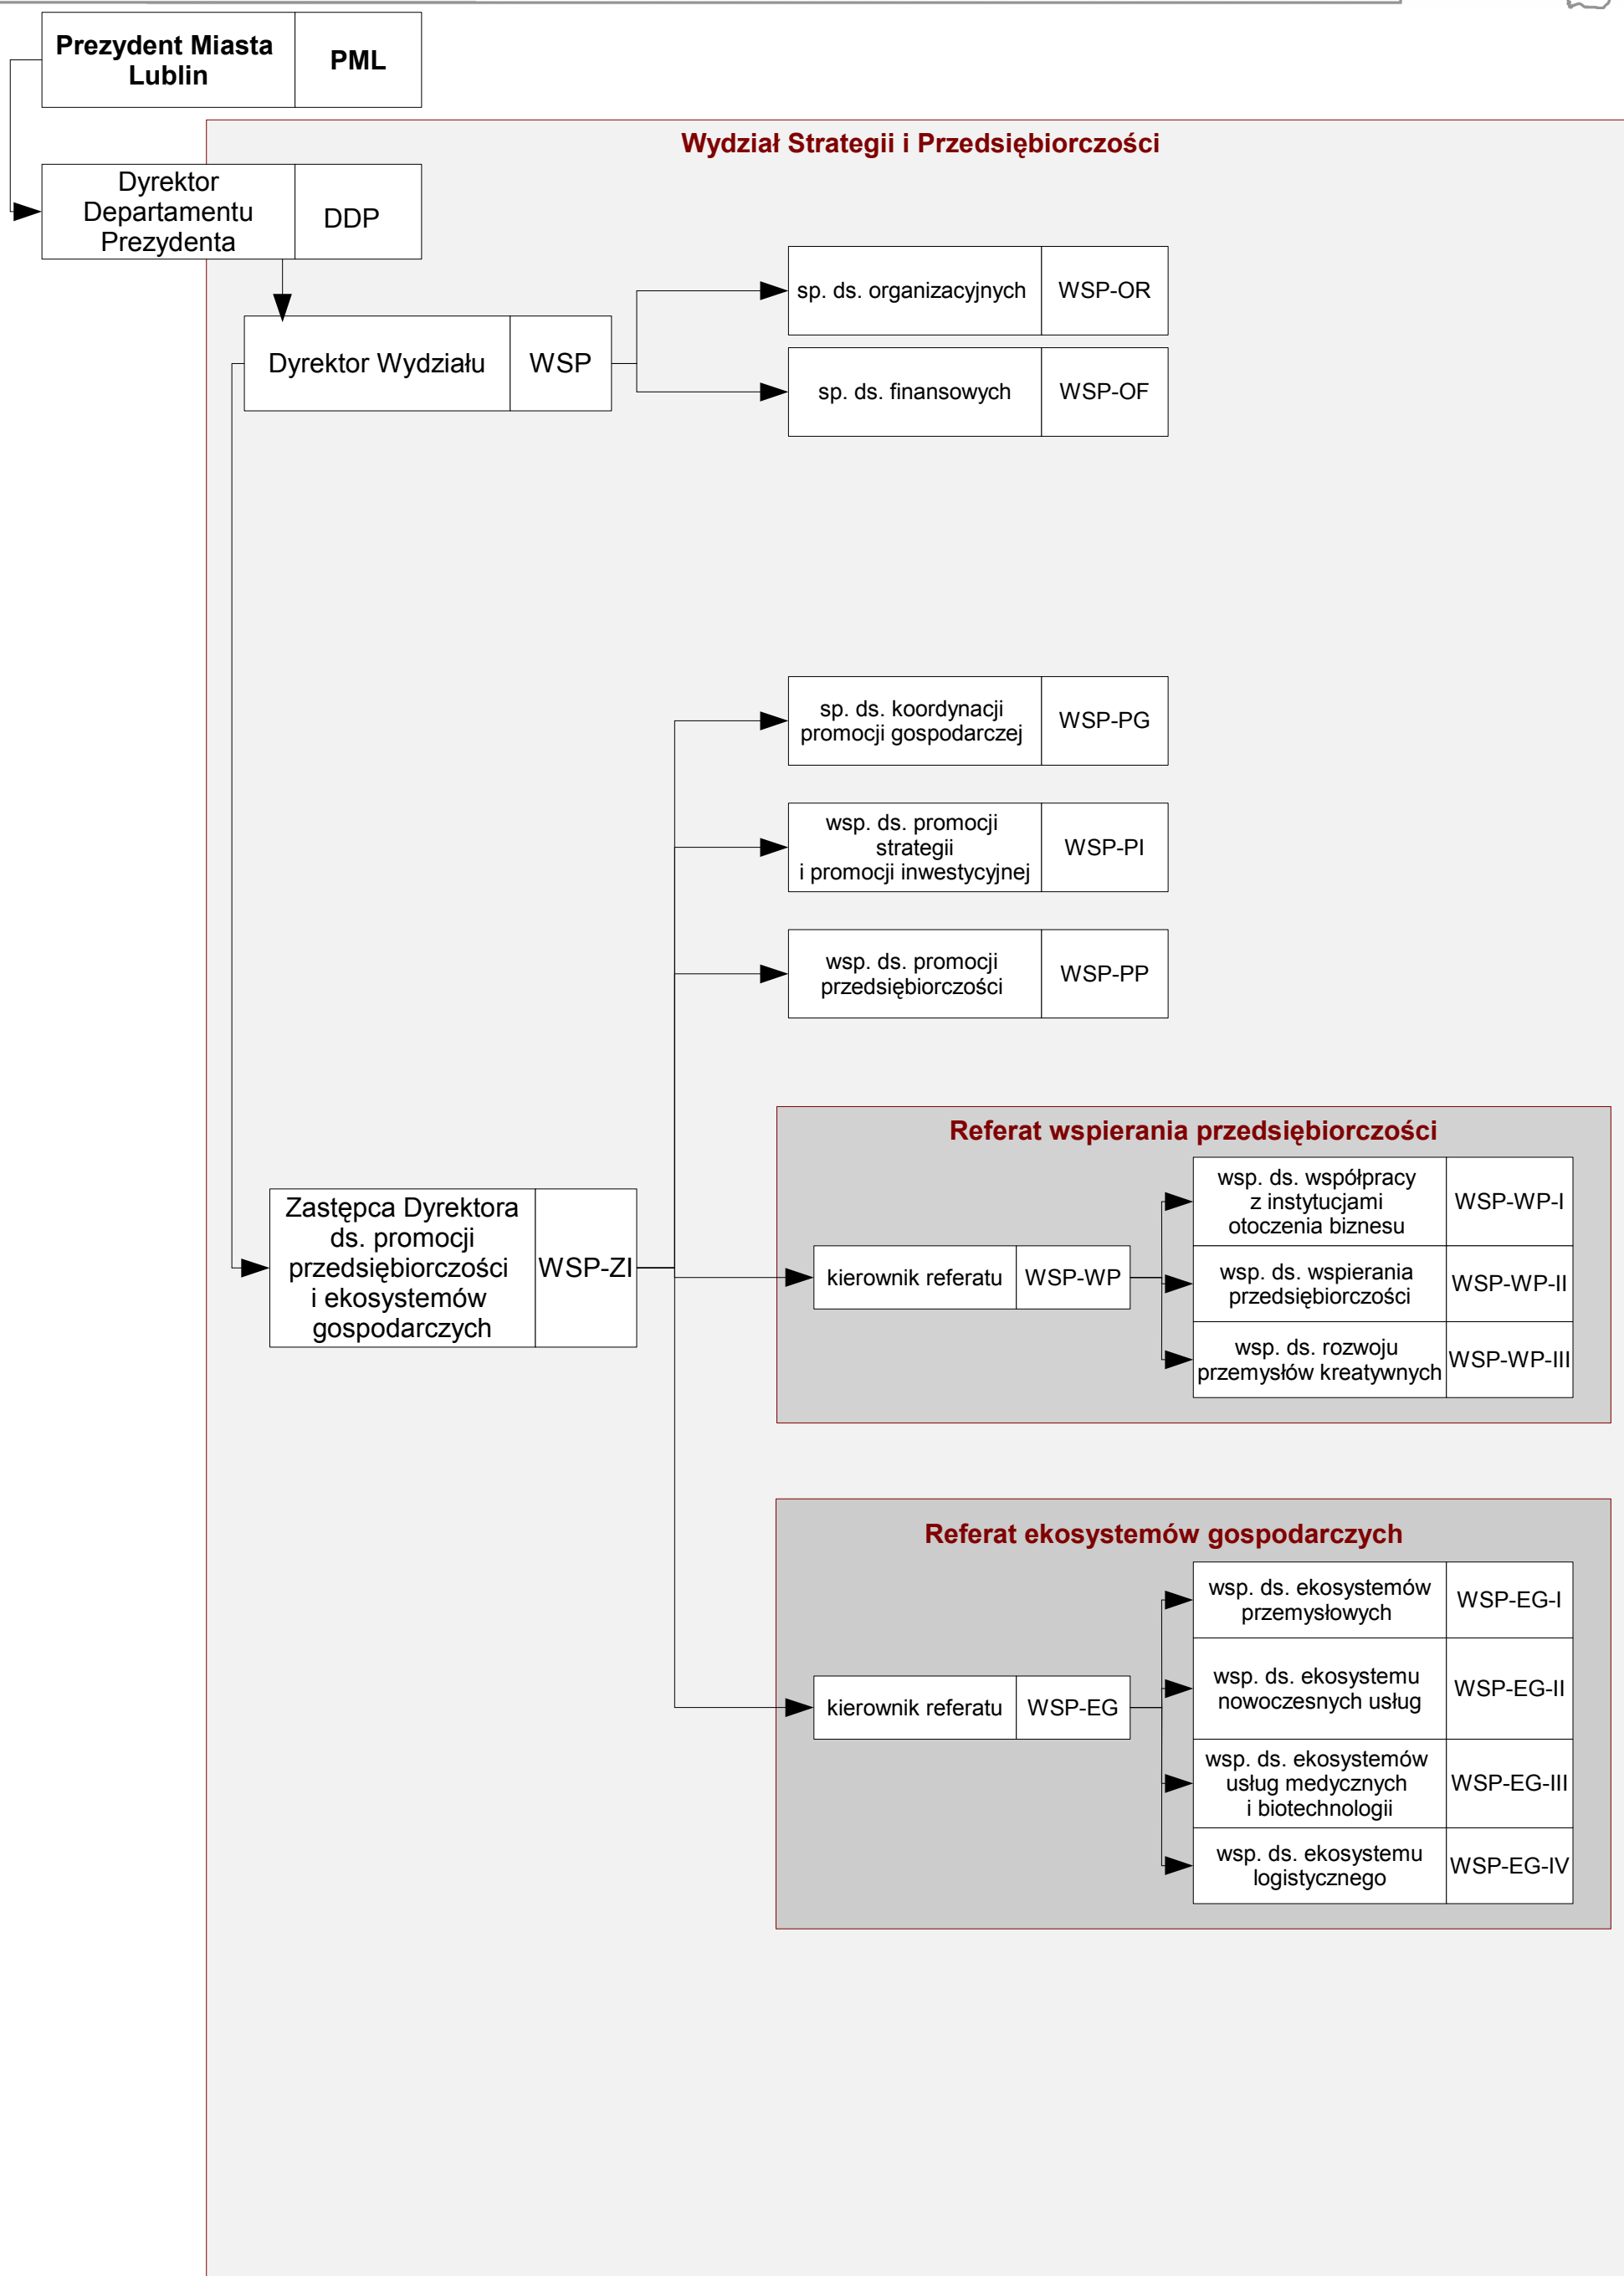 Prezydent Miasta
Lublin
PML
Wydział Strategii i Przedsiębiorczości
Dyrektor
Departamentu
Prezydenta
DDP
sp. ds. organizacyjnych
WSP-OR
Dyrektor Wydziału
WSP
sp. ds. finansowych
WSP-OF
sp. ds. koordynacji
promocji gospodarczej
WSP-PG
wsp. ds. promocji
strategii
i promocji inwestycyjnej
WSP-PI
wsp. ds. promocji
przedsiębiorczości
WSP-PP
Zastępca Dyrektora
ds. promocji
przedsiębiorczości
i ekosystemów
gospodarczych
WSP-ZI
Referat wspierania przedsiębiorczości
kierownik referatu
WSP-WP
wsp. ds. współpracy
z instytucjami
otoczenia biznesu
WSP-WP-I
wsp. ds. wspierania
przedsiębiorczości
WSP-WP-II
wsp. ds. rozwoju
przemysłów kreatywnych
WSP-WP-III
Referat ekosystemów gospodarczych
kierownik referatu
WSP-EG
wsp. ds. ekosystemów
przemysłowych
WSP-EG-I
wsp. ds. ekosystemu
nowoczesnych usług
WSP-EG-II
wsp. ds. ekosystemów
usług medycznych
i biotechnologii
WSP-EG-III
wsp. ds. ekosystemu
logistycznego
WSP-EG-IV